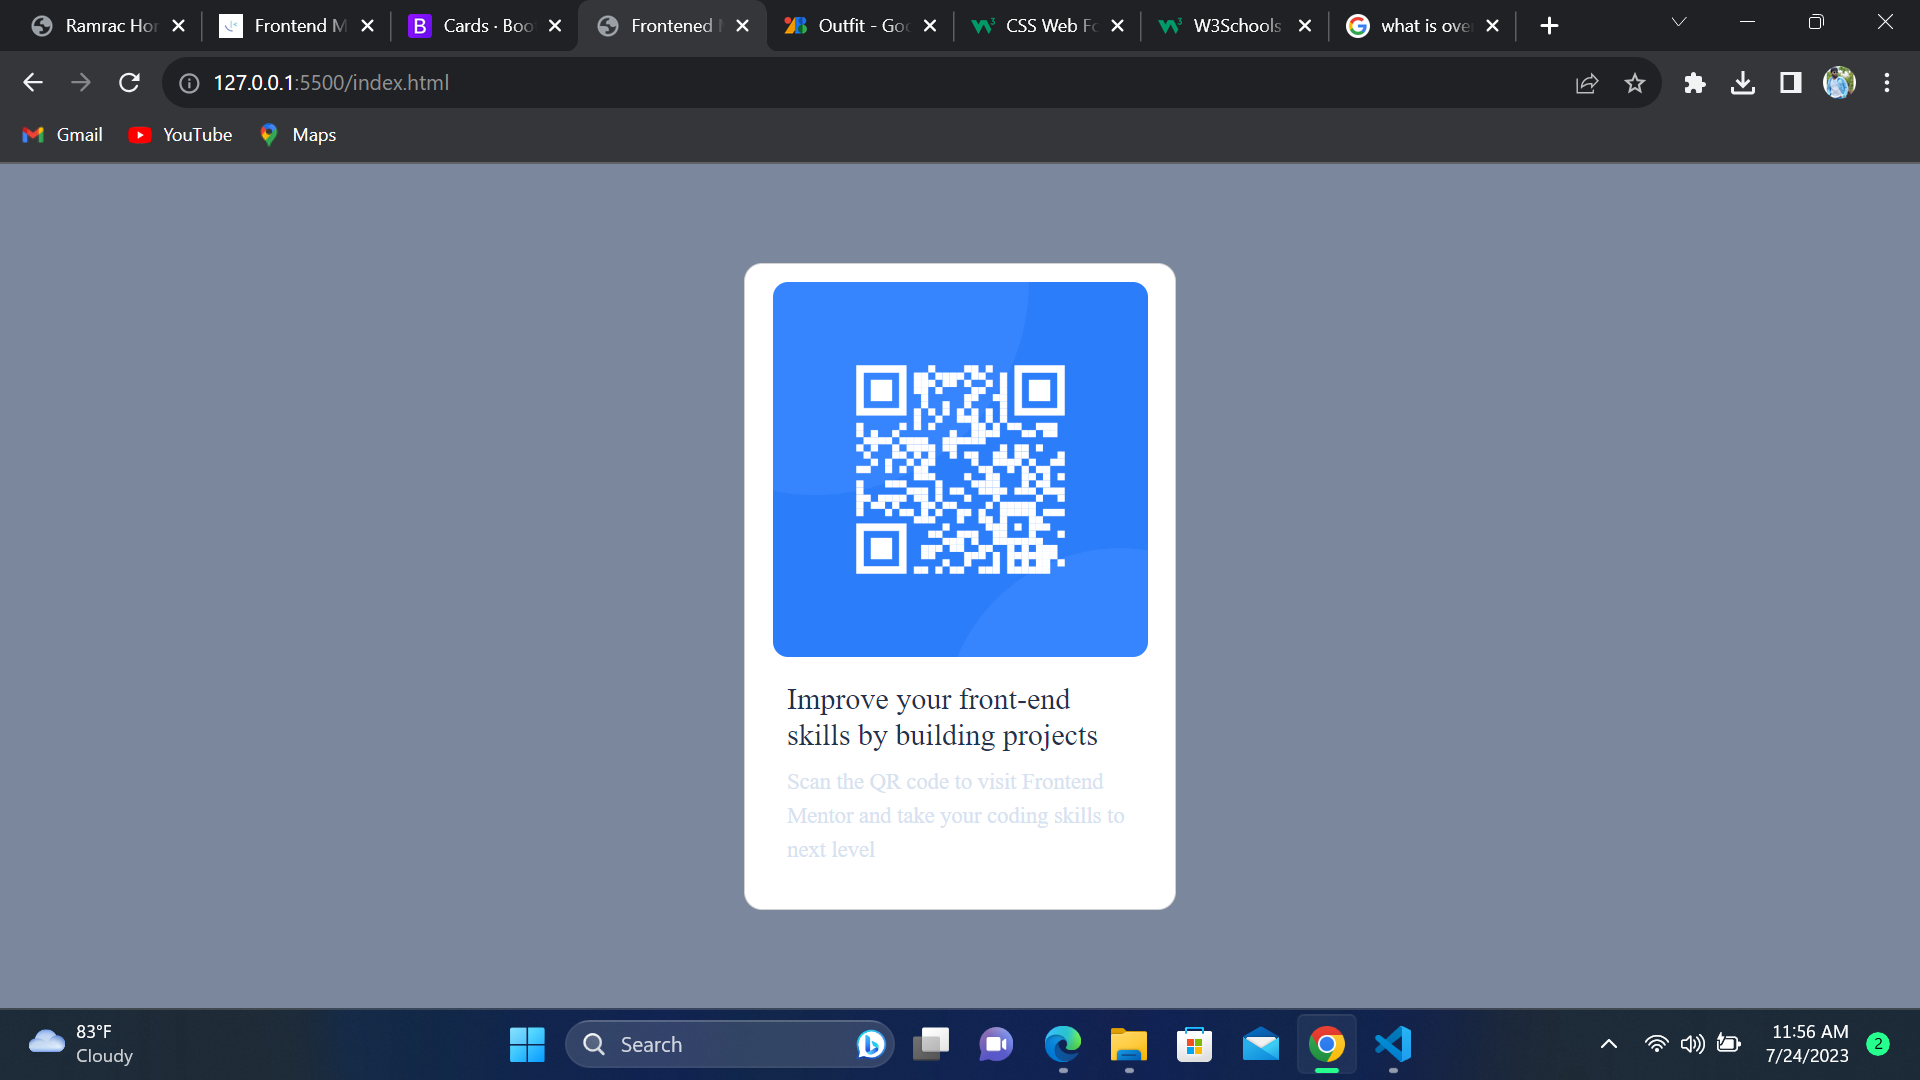 Ramrac Hor
Frontend M
Cards · Boo
Frontened
Outfit - Goo
CSS Web Fo
W3Schools
what is ove
127.0.0.1:5500/index.html
Gmail
YouTube
Maps
Improve your front-end
skills by building projects
Scan the QR code to visit Frontend
Mentor and take your coding skills to
next level
83°F
Cloudy
Search
11:56 AM
7/24/2023
2